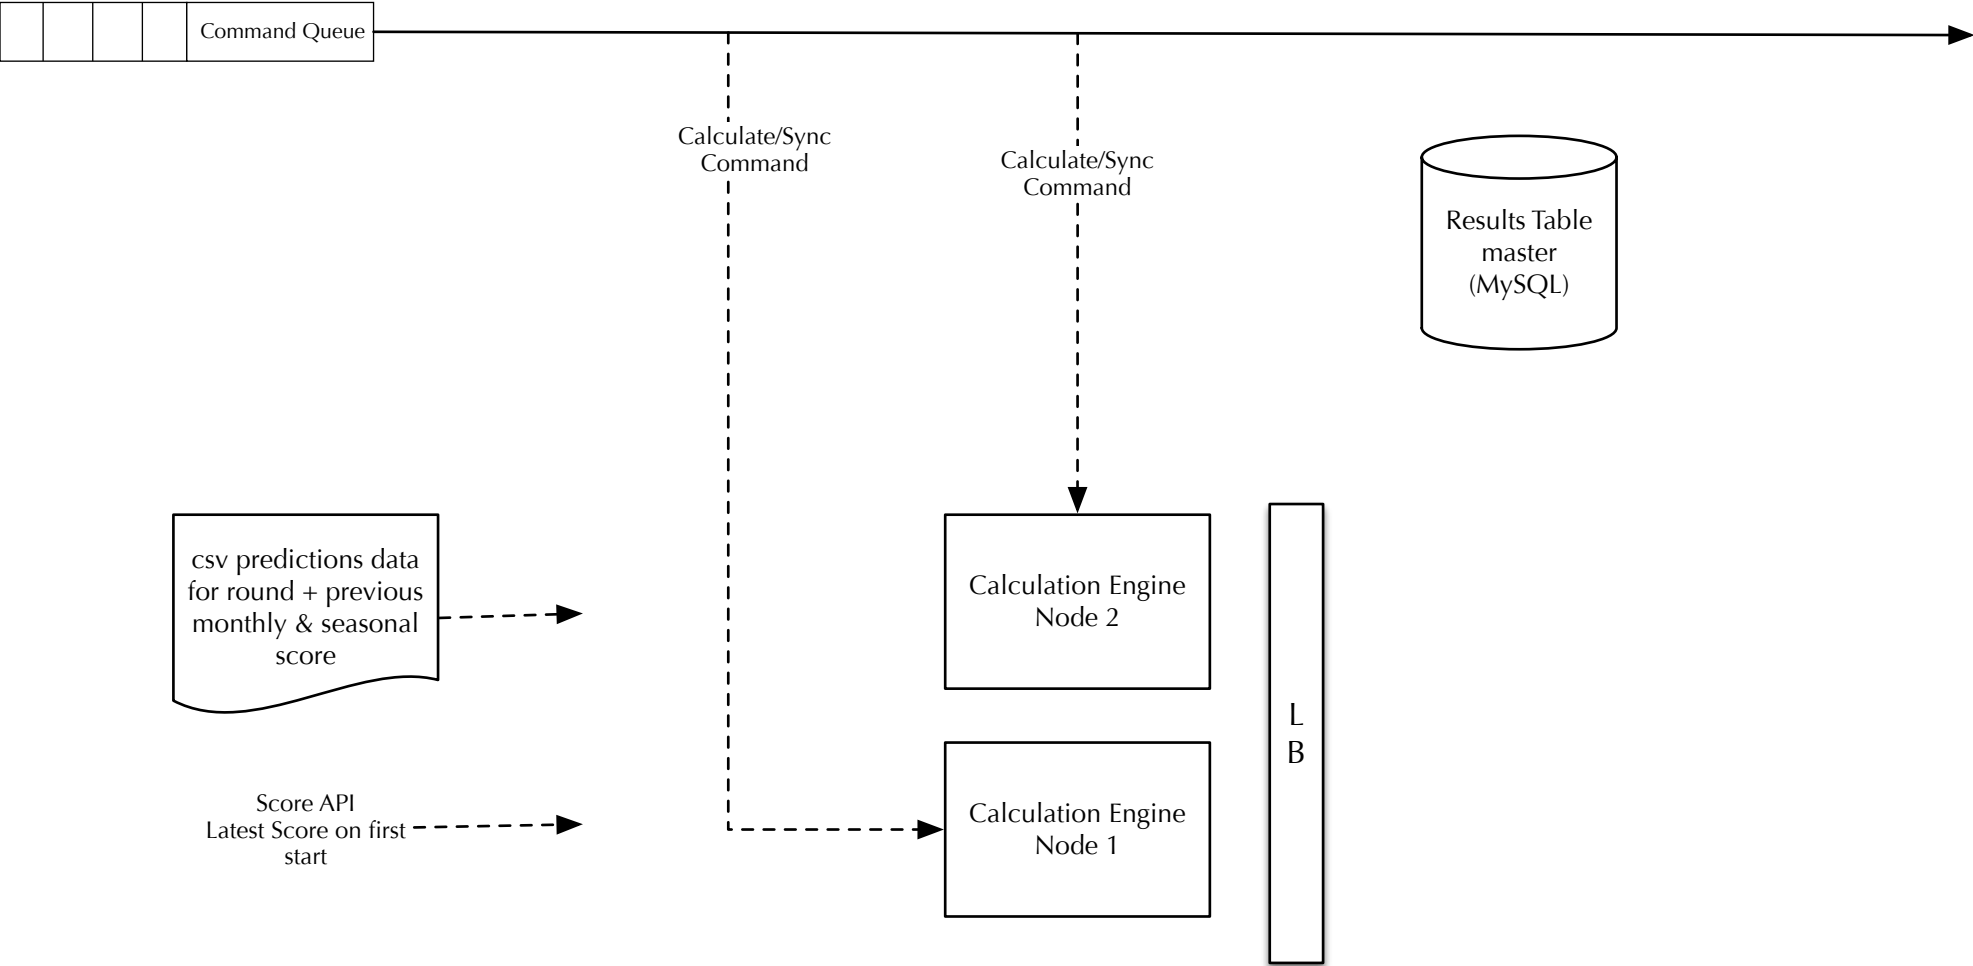 Command Queue
Calculate/Sync
Command
Calculate/Sync
Command
Results Table
master
(MySQL)
csv predictions data
for round + previous
monthly & seasonal
score
Calculation Engine
Node 2
L
B
Score API
Latest Score on first
start
Calculation Engine
Node 1